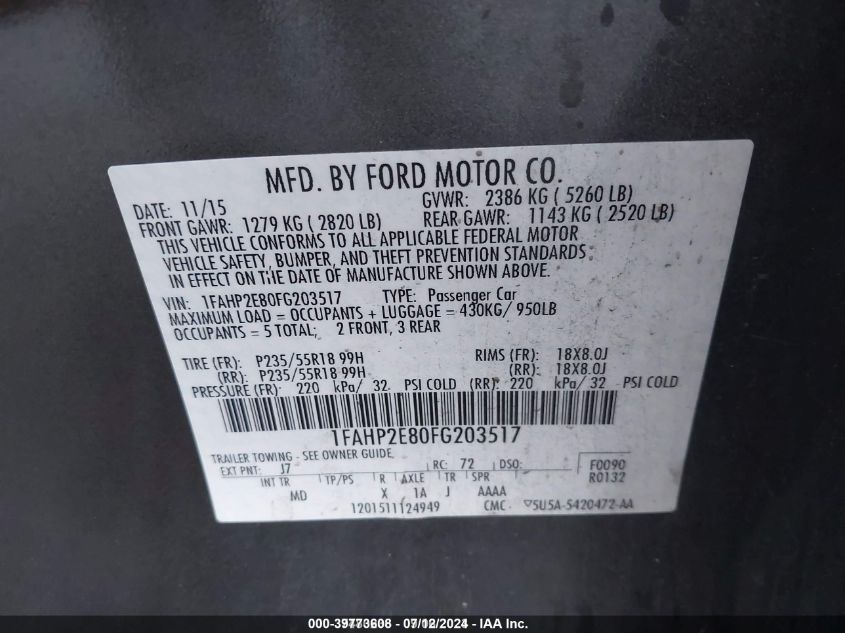 MFD. BY FORD MOTOR CO.
DATE: 11/15 GVWR: 2386 KG ( 5260 LB)
FRONT GAWR: 1279 KG ( 2820 LB) REAR GAWR: 1143 KG ( 2520 LB)
THIS VEHICLE CONFORMS TO ALL APPLICABLE FEDERAL MOTOR
VEHICLE SAFETY, BUMPER, AND THEFT PREVENTION STANDARDS
IN EFFECT ON THE DATE OF MANUFACTURE SHOWN ABOVE.
VIN: 1FAHP2E80FG203517 TYPE: Passenger Car
MAXIMUM LOAD = OCCUPANTS + LUGGAGE = 430KG/ 950LB
OCCUPANTS = 5 TOTAL; 2 FRONT, 3 REAR
TIRE (FR): P235/55R18 99H RIMS (FR): 18X8.0J
(RR): P235/55R18 99H (RR): 18X8.0J
PRESSURE (FR): 220 kPa/ 32 PSI COLD (RR): 220 kPa/ 32 PSI COLD
1FAHP2E80FG203517
TRAILER TOWING - SEE OWNER GUIDE
EXT PNT: J7 RC: 72 DSO: F0090
R0132
INT TR TP/PS R AXLE TR SPR
MD X 1A J AAAA
1201511124949 CMC 5U5A-5420472-AA
000-39773608 - 07/12/2024 - IAA Inc.